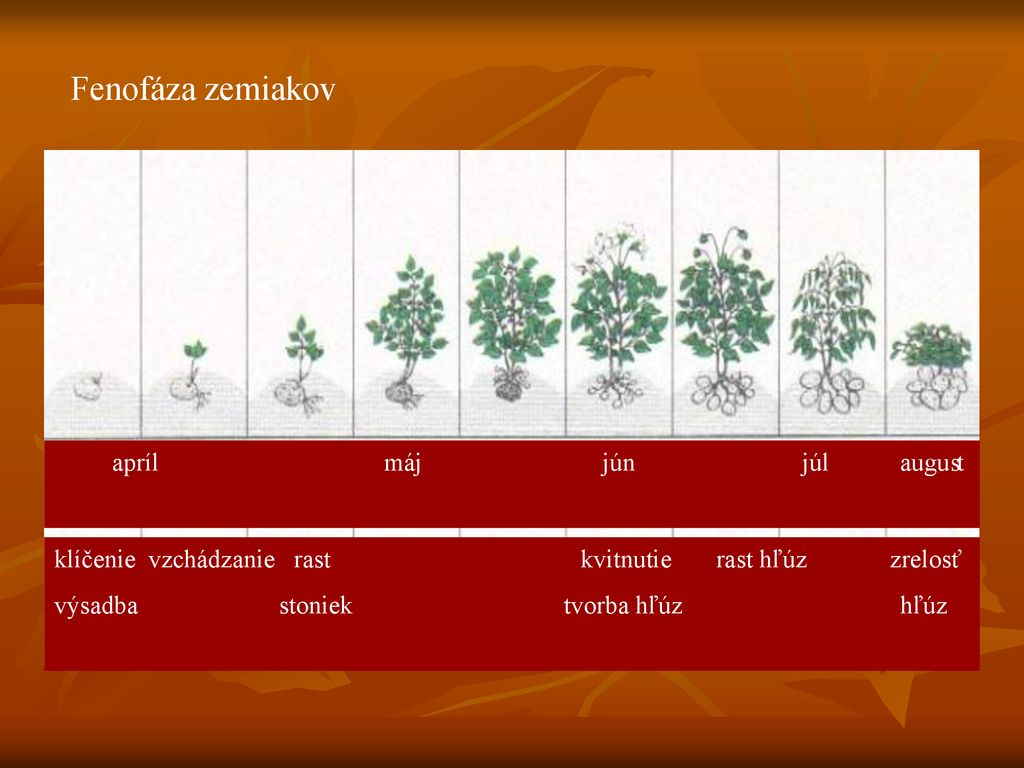 Fenofáza zemiakov
apríl máj jún júl august
klíčenie vzchádzanie rast kvitnutie rast hľúz zrelosť
výsadba stoniek tvorba hľúz hľúz